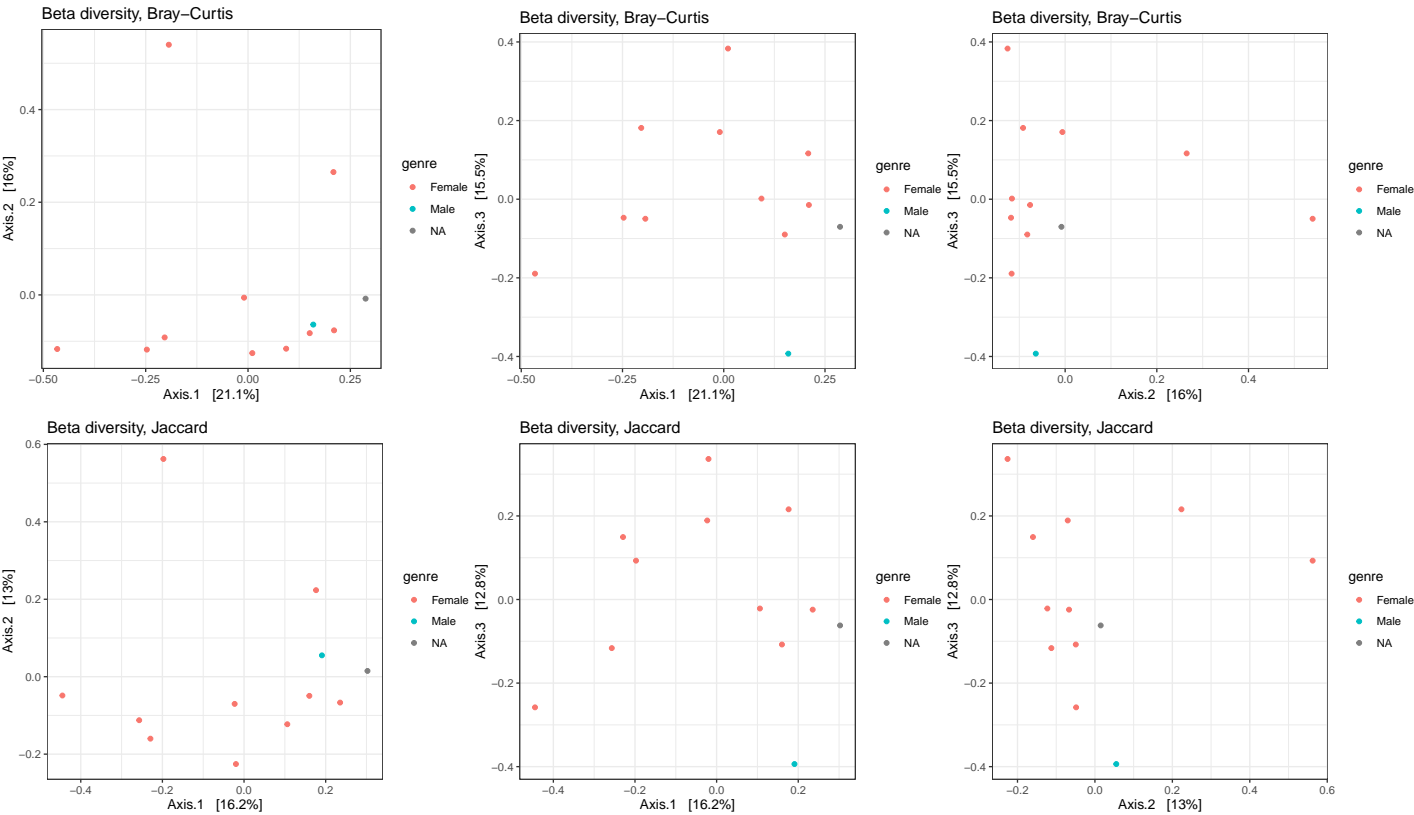 Beta diversity, Bray−Curtis
Axis.2 [16%]
0.4
0.2
0.0
−0.50
−0.25
0.00
0.25
Axis.1 [21.1%]
genre
Female
Male
NA
Beta diversity, Bray−Curtis
Axis.3 [15.5%]
0.4
0.2
0.0
−0.2
−0.4
−0.50
−0.25
0.00
0.25
Axis.1 [21.1%]
genre
Female
Male
NA
Beta diversity, Bray−Curtis
Axis.3 [15.5%]
0.4
0.2
0.0
−0.2
−0.4
0.0
0.2
0.4
Axis.2 [16%]
genre
Female
Male
NA
Beta diversity, Jaccard
Axis.2 [13%]
0.6
0.4
0.2
0.0
−0.2
−0.4
−0.2
0.0
0.2
Axis.1 [16.2%]
genre
Female
Male
NA
Beta diversity, Jaccard
Axis.3 [12.8%]
0.2
0.0
−0.2
−0.4
−0.4
−0.2
0.0
0.2
Axis.1 [16.2%]
genre
Female
Male
NA
Beta diversity, Jaccard
Axis.3 [12.8%]
0.2
0.0
−0.2
−0.4
−0.2
0.0
0.2
0.4
0.6
Axis.2 [13%]
genre
Female
Male
NA